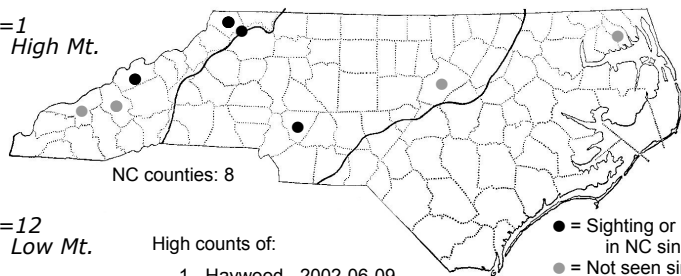 =1
High Mt.
NC counties: 8
=12
Low Mt.
High counts of:
1 - Haywood - 2002-06-09
● = Sighting or
in NC sin
● = Not seen si